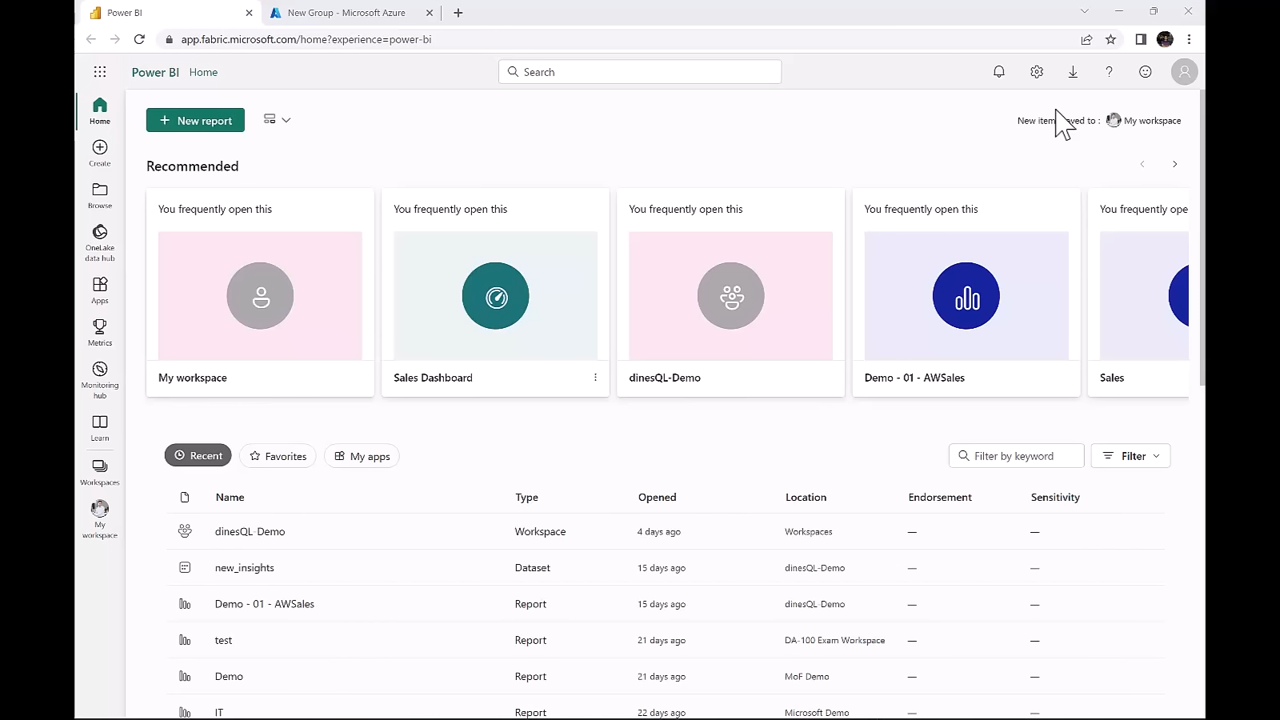 Power BI
New Group - Microsoft Azure
app.fabric.microsoft.com/home?experience=power-bi
Power BI Home
Search
Home
Create
Browse
OneLake
data hub
Apps
Metrics
Monitoring
hub
Learn
Workspaces
My
workspace
New report
to :
My workspace
Recommended
You frequently open this
My workspace
You frequently open this
Sales Dashboard
You frequently open this
dinesQL-Demo
You frequently open this
Demo - 01 - AWSales
You frequently ope
Sales
Recent
Favorites
My apps
Filter by keyword
Filter
Name Type Opened Location Endorsement Sensitivity
dinesQL-Demo Workspace 4 days ago Workspaces — —
new_insights Dataset 15 days ago dinesQL-Demo — —
Demo - 01 - AWSales Report 15 days ago dinesQL-Demo — —
test Report 21 days ago DA-100 Exam Workspace — —
Demo Report 21 days ago MoF Demo — —
IT Report 22 days ago Microsoft Demo — —